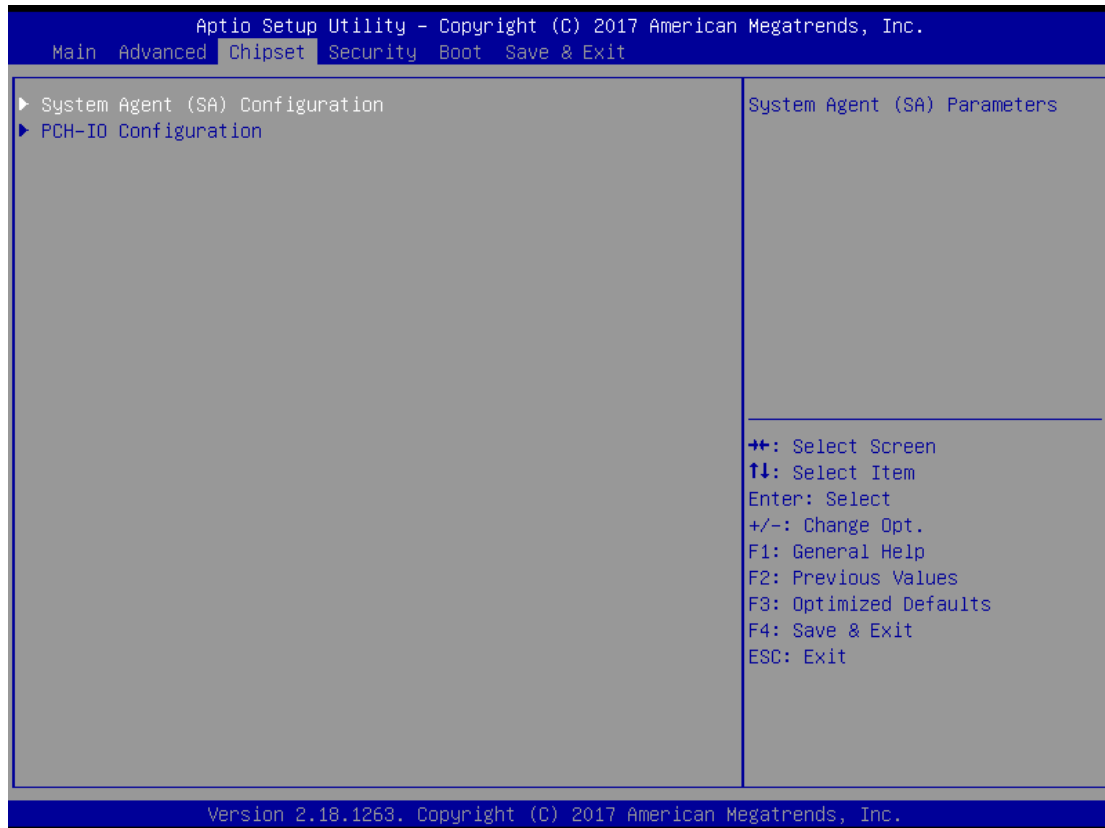 Aptio Setup Utility – Copyright (C) 2017 American Megatrends, Inc.
Main Advanced Chipset Security Boot Save & Exit
▶ System Agent (SA) Configuration
▶ PCH-IO Configuration
System Agent (SA) Parameters
→←: Select Screen
↑↓: Select Item
Enter: Select
+/-: Change Opt.
F1: General Help
F2: Previous Values
F3: Optimized Defaults
F4: Save & Exit
ESC: Exit
Version 2.18.1263. Copyright (C) 2017 American Megatrends, Inc.